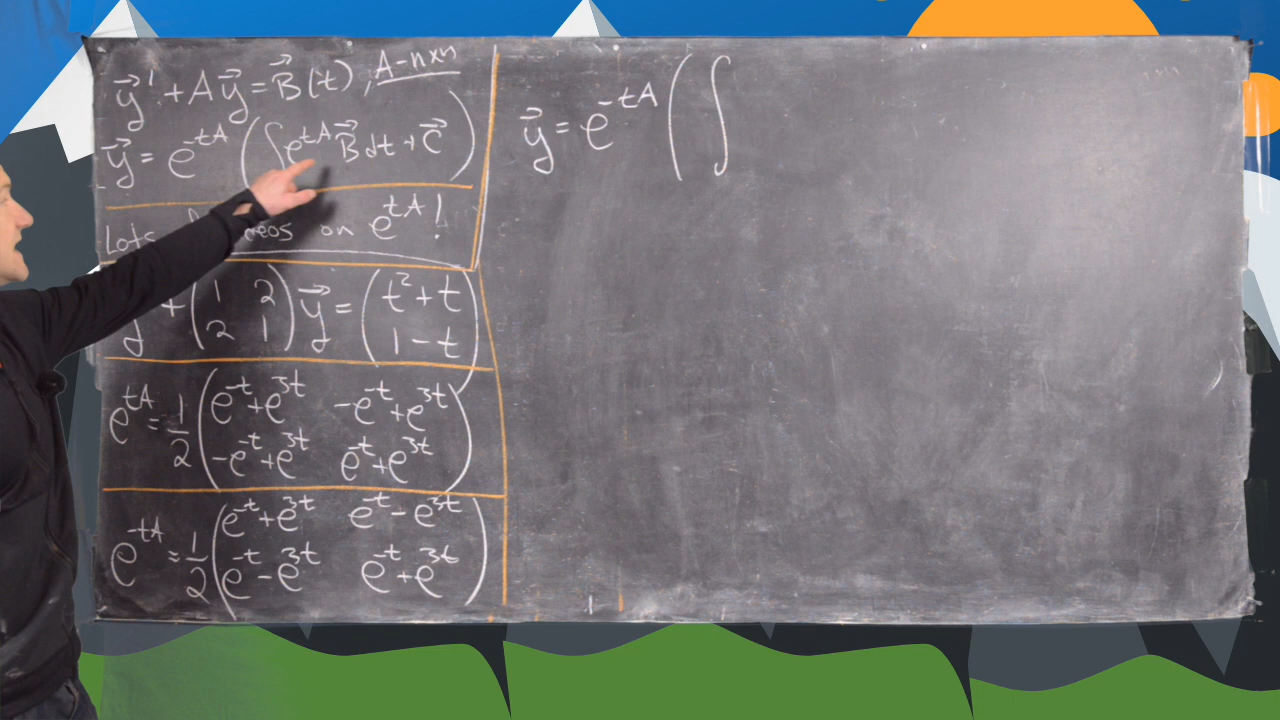 y⃗' + Ay⃗ = B⃗(t), A-n×n
y⃗ = e^{-tA} ( ∫ e^{tA} B⃗ dt + C⃗ )
Lots on e^{tA}!
+ ( 1 2 ; 2 1 ) y⃗ = ( t² + t ; 1 - t )
e^{tA} = 1/2 ( e^{-t}+e^{3t} -e^{-t}+e^{3t} ; -e^{-t}+e^{3t} e^{-t}+e^{3t} )
e^{-tA} = 1/2 ( e^{-t}+e^{3t} e^{-t}-e^{3t} ; e^{-t}-e^{3t} e^{-t}+e^{3t} )
y⃗ = e^{-tA} ( ∫